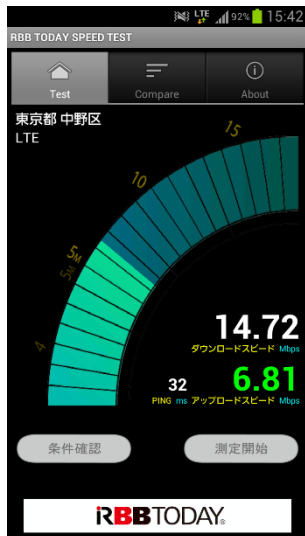 LTE 92% 15:42
RBB TODAY SPEED TEST
Test Compare About
東京都 中野区
LTE
15
10
5M
5M
4
14.72
ダウンロードスピード Mbps
32 6.81
PING ms アップロードスピード Mbps
条件確認 測定開始
iRBBTODAY®